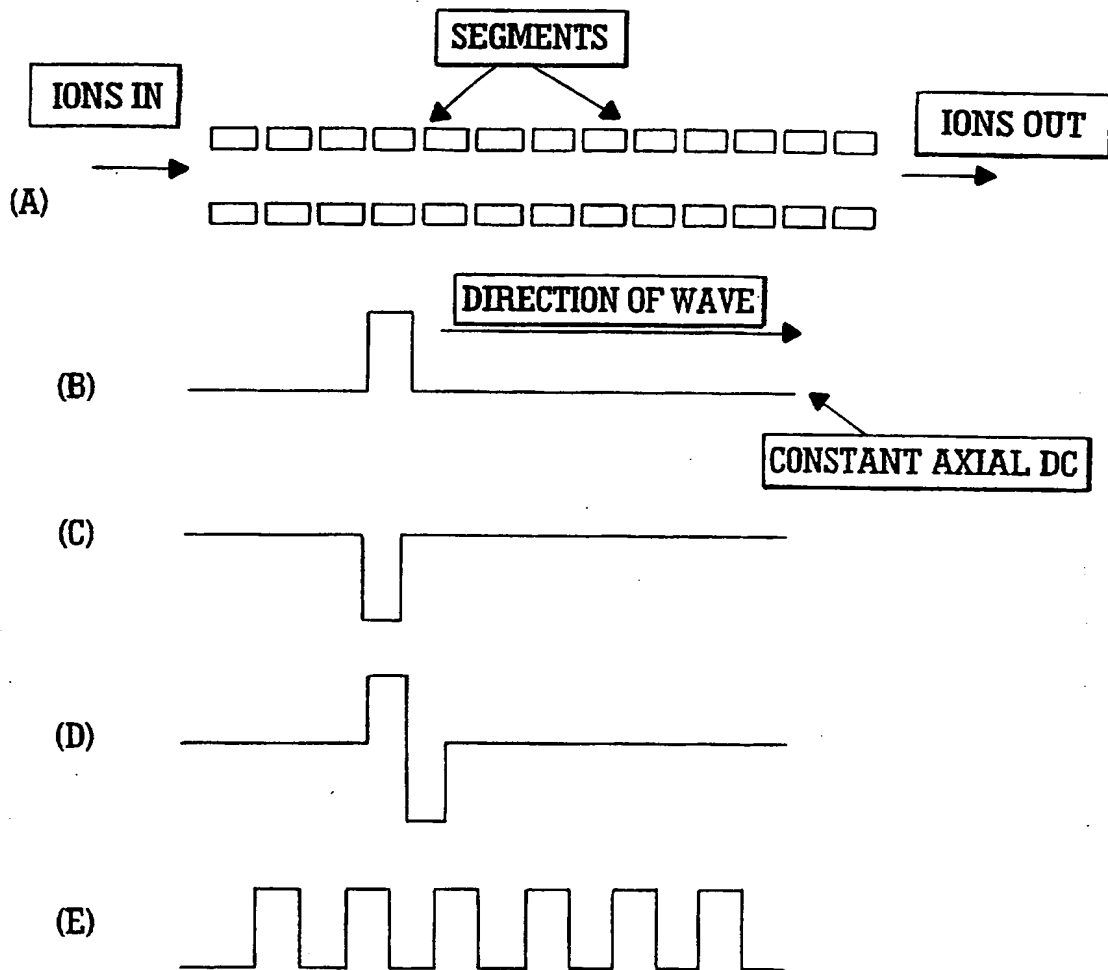 SEGMENTS
IONS IN
IONS OUT
(A)
DIRECTION OF WAVE
(B)
CONSTANT AXIAL DC
(C)
(D)
(E)